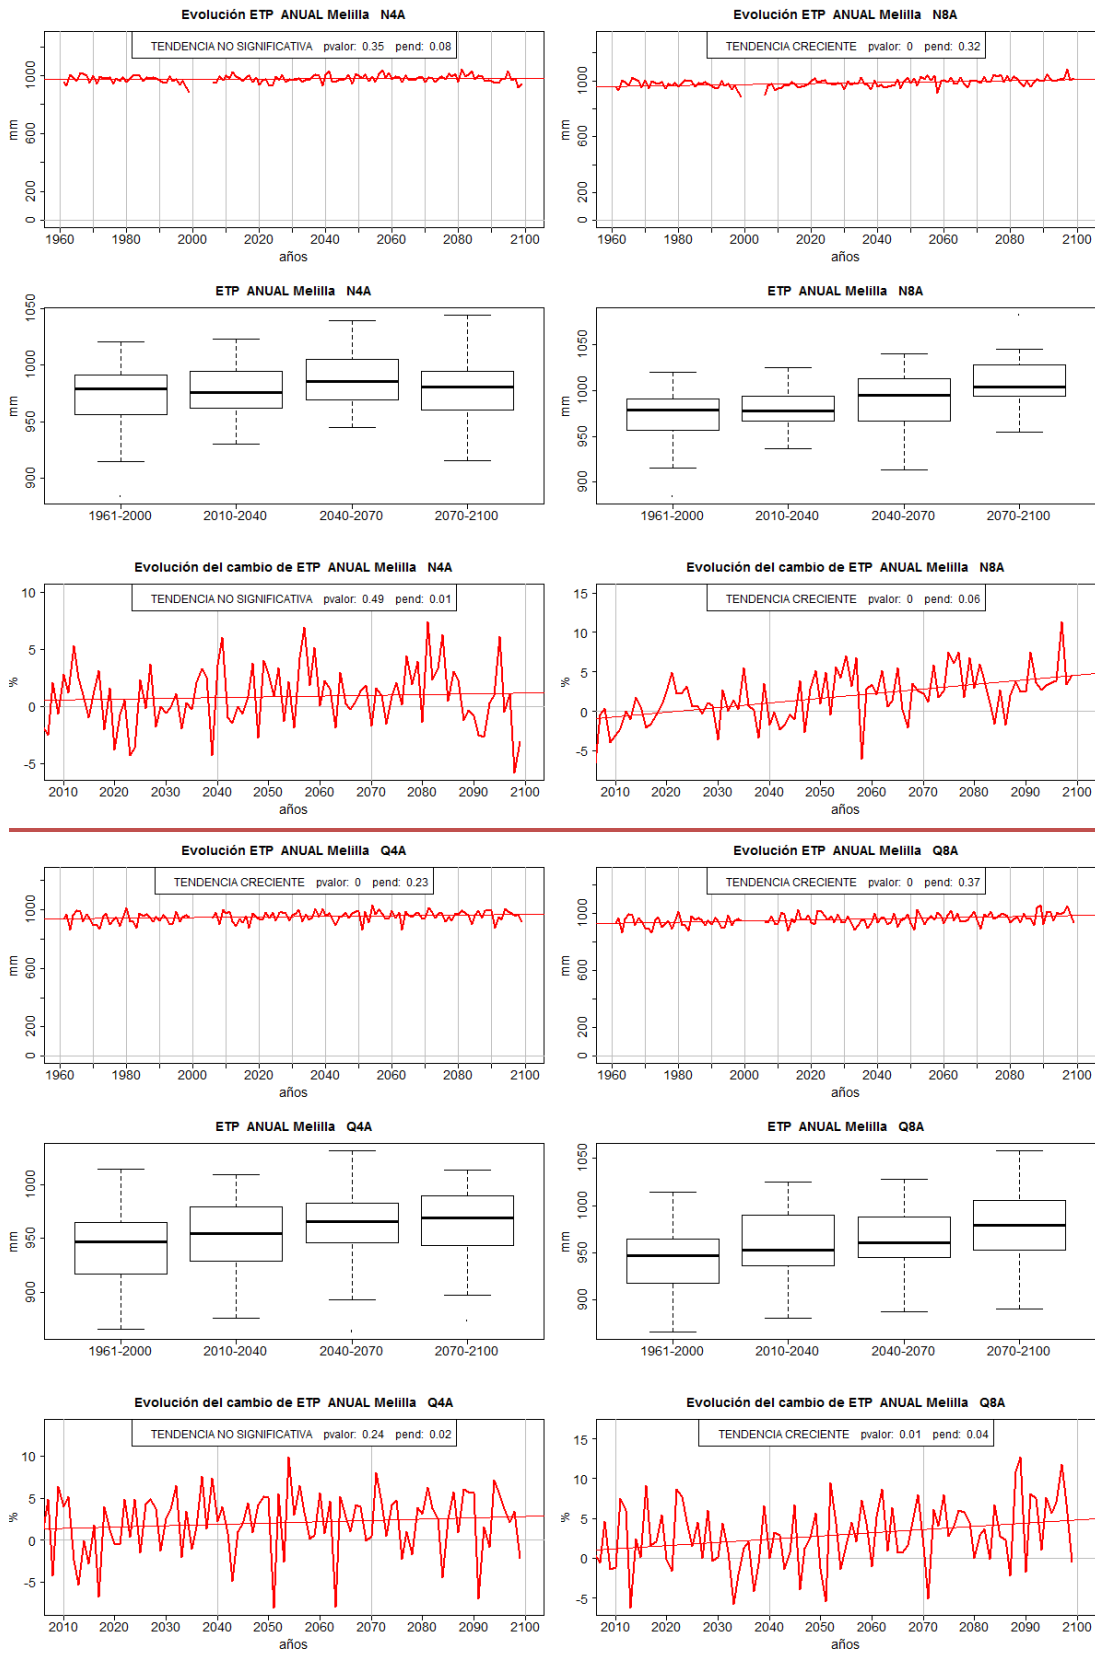 Evolución ETP ANUAL Melilla N4A
TENDENCIA NO SIGNIFICATIVA pvalor: 0.35 pend: 0.08
mm
0 200 600 1000
1960 1980 2000 2020 2040 2060 2080 2100
años
Evolución ETP ANUAL Melilla N8A
TENDENCIA CRECIENTE pvalor: 0 pend: 0.32
mm
0 200 600 1000
1960 1980 2000 2020 2040 2060 2080 2100
años
ETP ANUAL Melilla N4A
mm
900 950 1000 1050
1961-2000 2010-2040 2040-2070 2070-2100
ETP ANUAL Melilla N8A
mm
900 950 1000 1050
1961-2000 2010-2040 2040-2070 2070-2100
Evolución del cambio de ETP ANUAL Melilla N4A
TENDENCIA NO SIGNIFICATIVA pvalor: 0.49 pend: 0.01
%
10
5
0
-5
2010 2020 2030 2040 2050 2060 2070 2080 2090 2100
años
Evolución del cambio de ETP ANUAL Melilla N8A
TENDENCIA CRECIENTE pvalor: 0 pend: 0.06
%
15
10
5
0
-5
2010 2020 2030 2040 2050 2060 2070 2080 2090 2100
años
Evolución ETP ANUAL Melilla Q4A
TENDENCIA CRECIENTE pvalor: 0 pend: 0.23
mm
0 200 600 1000
1960 1980 2000 2020 2040 2060 2080 2100
años
Evolución ETP ANUAL Melilla Q8A
TENDENCIA CRECIENTE pvalor: 0 pend: 0.37
mm
0 200 600 1000
1960 1980 2000 2020 2040 2060 2080 2100
años
ETP ANUAL Melilla Q4A
mm
900 950 1000
1961-2000 2010-2040 2040-2070 2070-2100
ETP ANUAL Melilla Q8A
mm
900 950 1000 1050
1961-2000 2010-2040 2040-2070 2070-2100
Evolución del cambio de ETP ANUAL Melilla Q4A
TENDENCIA NO SIGNIFICATIVA pvalor: 0.24 pend: 0.02
%
10
5
0
-5
2010 2020 2030 2040 2050 2060 2070 2080 2090 2100
años
Evolución del cambio de ETP ANUAL Melilla Q8A
TENDENCIA CRECIENTE pvalor: 0.01 pend: 0.04
%
15
10
5
0
-5
2010 2020 2030 2040 2050 2060 2070 2080 2090 2100
años